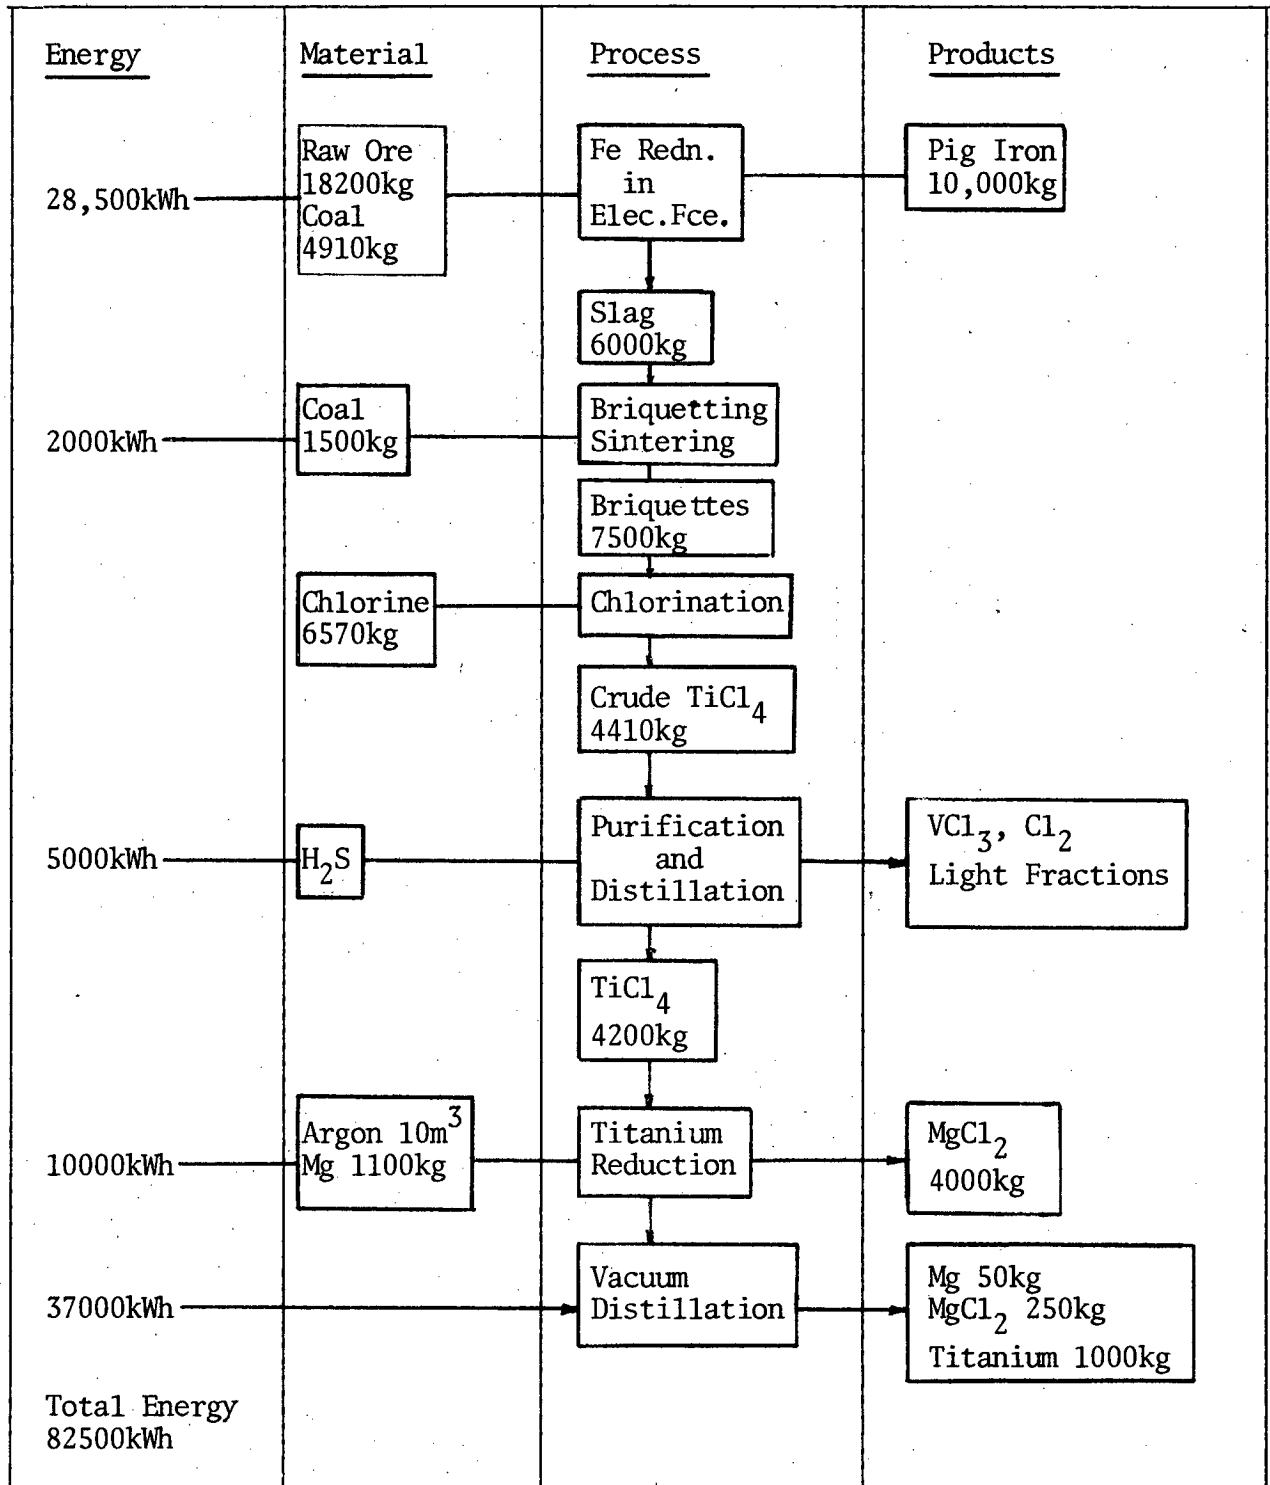 Energy
Material
Process
Products
28,500kWh
Raw Ore
18200kg
Coal
4910kg
Fe Redn.
in
Elec.Fce.
Pig Iron
10,000kg
Slag
6000kg
2000kWh
Coal
1500kg
Briquetting
Sintering
Briquettes
7500kg
Chlorine
6570kg
Chlorination
Crude TiCl₄
4410kg
5000kWh
H₂S
Purification
and
Distillation
VCl₃, Cl₂
Light Fractions
TiCl₄
4200kg
10000kWh
Argon 10m³
Mg 1100kg
Titanium
Reduction
MgCl₂
4000kg
37000kWh
Vacuum
Distillation
Mg 50kg
MgCl₂ 250kg
Titanium 1000kg
Total Energy
82500kWh